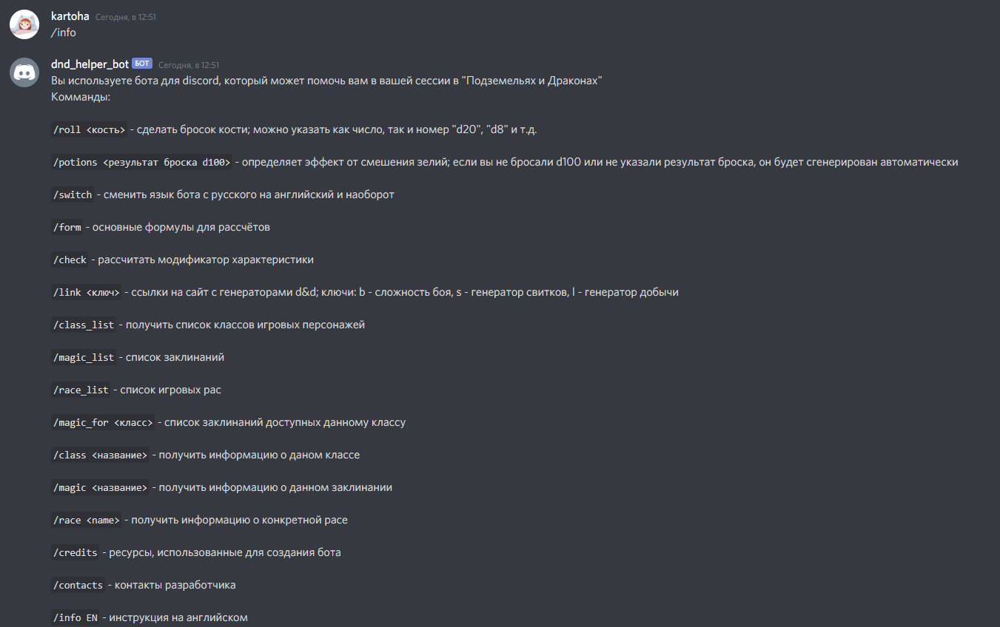 kartoha Сегодня, в 12:51
/info
dnd_helper_bot БОТ Сегодня, в 12:51
Вы используете бота для discord, который может помочь вам в вашей сессии в "Подземельях и Драконах"
Комманды:
/roll <кость> - сделать бросок кости; можно указать как число, так и номер "d20", "d8" и т.д.
/potions <результат броска d100> - определяет эффект от смешения зелий; если вы не бросали d100 или не указали результат броска, он будет сгенерирован автоматически
/switch - сменить язык бота с русского на английский и наоборот
/form - основные формулы для рассчётов
/check - рассчитать модификатор характеристики
/link <ключ> - ссылки на сайт с генераторами d&d; ключи: b - сложность боя, s - генератор свитков, l - генератор добычи
/class_list - получить список классов игровых персонажей
/magic_list - список заклинаний
/race_list - список игровых рас
/magic_for <класс> - список заклинаний доступных данному классу
/class <название> - получить информацию о даном классе
/magic <название> - получить информацию о данном заклинании
/race <name> - получить информацию о конкретной расе
/credits - ресурсы, использованные для создания бота
/contacts - контакты разработчика
/info EN - инструкция на английском